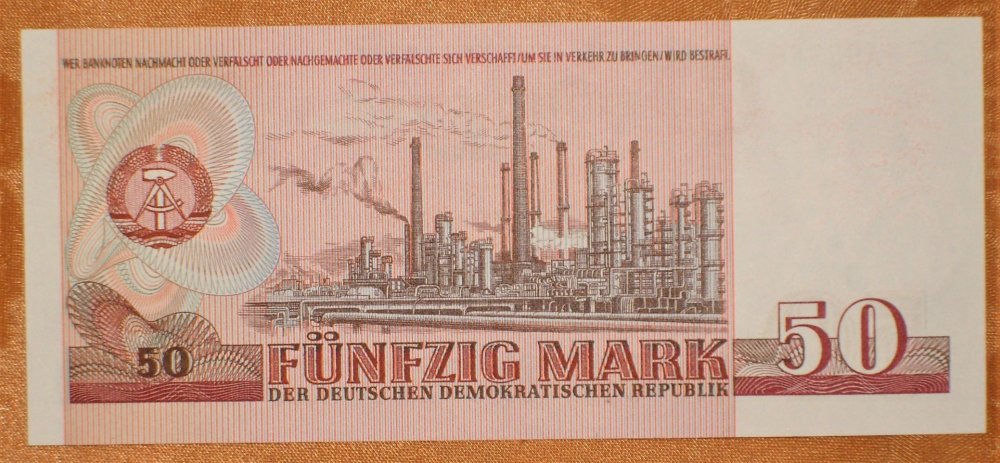 WER BANKNOTEN NACHMACHT ODER VERFÄLSCHT ODER NACHGEMACHTE ODER VERFÄLSCHTE SICH VERSCHAFFT/UM SIE IN VERKEHR ZU BRINGEN/WIRD BESTRAFT.
50
FÜNFZIG MARK
DER DEUTSCHEN DEMOKRATISCHEN REPUBLIK
50